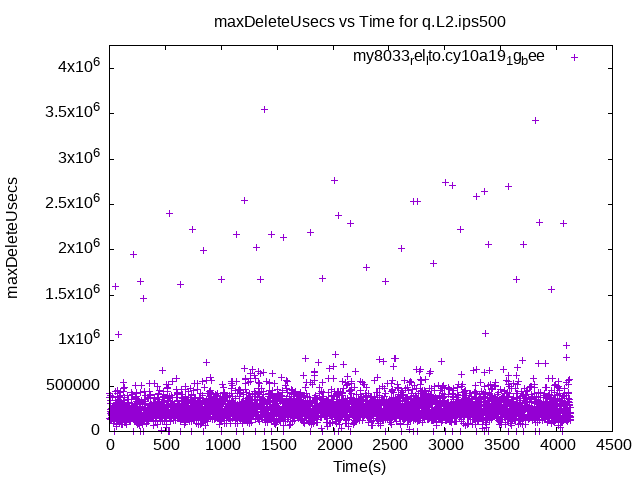 maxDeleteUsecs vs Time for q.L2.ips500
my8033_rel_lto.cy10a19_1g_bee
4x10^6
3.5x10^6
3x10^6
2.5x10^6
2x10^6
1.5x10^6
1x10^6
500000
0
maxDeleteUsecs
0 500 1000 1500 2000 2500 3000 3500 4000 4500
Time(s)